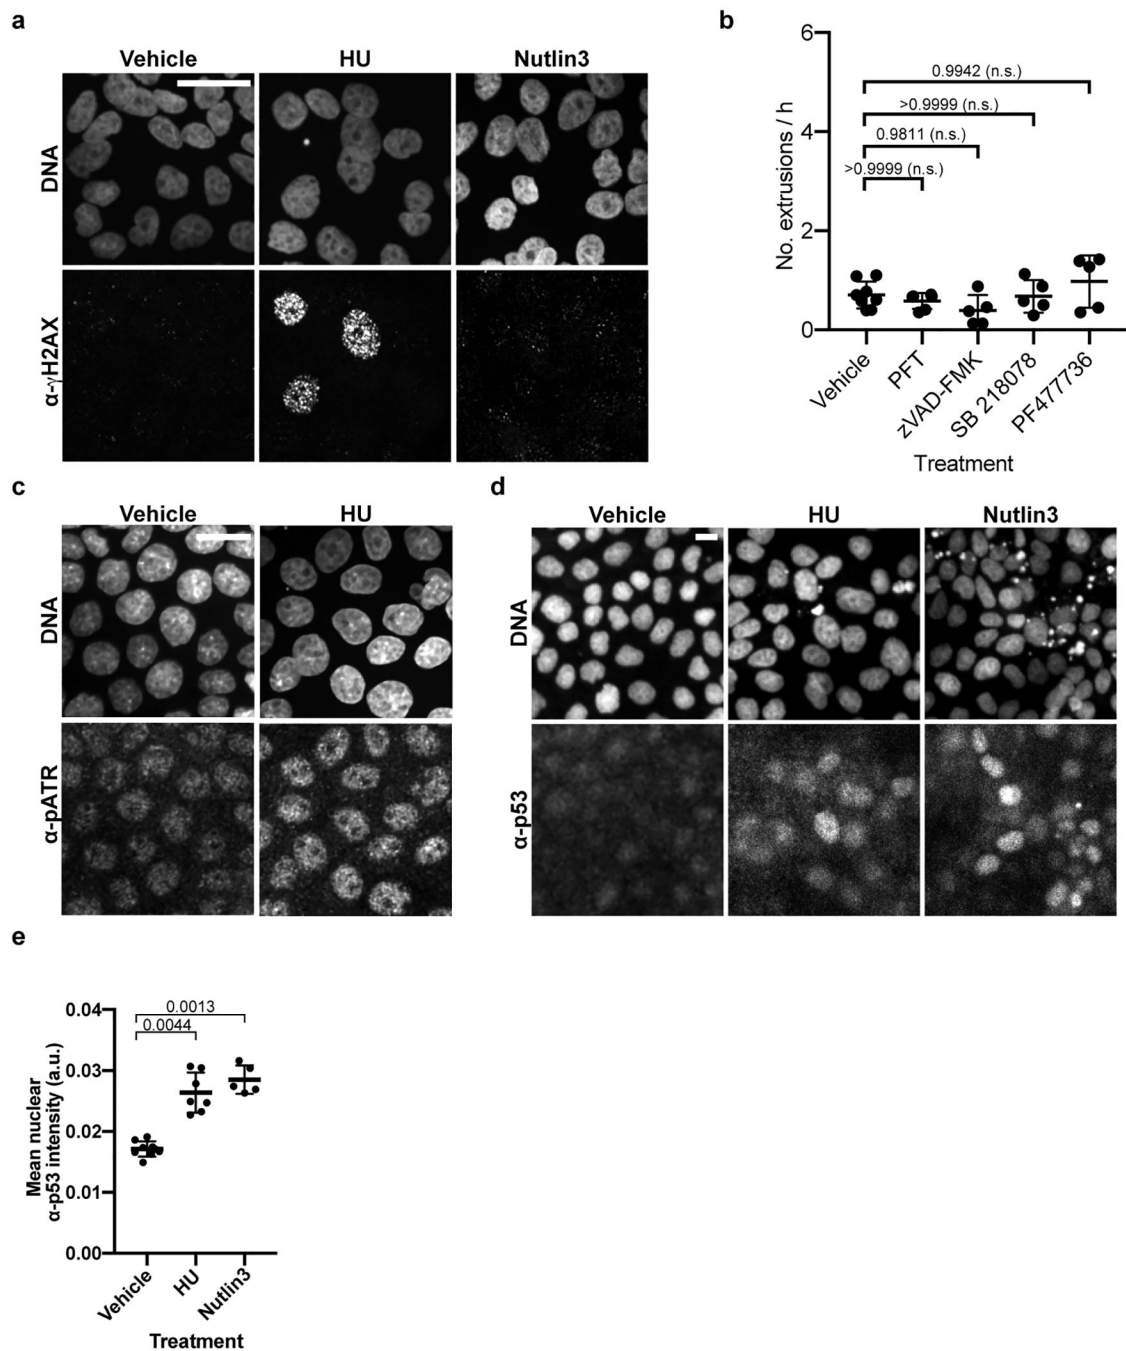 a
Vehicle
HU
Nutlin3
DNA
α-γH2AX
b
6
4
2
0
No. extrusions / h
0.9942 (n.s.)
>0.9999 (n.s.)
0.9811 (n.s.)
>0.9999 (n.s.)
Vehicle
PFT
zVAD-FMK
SB 218078
PF477736
Treatment
c
Vehicle
HU
DNA
α-pATR
d
Vehicle
HU
Nutlin3
DNA
α-p53
e
0.04
0.03
0.02
0.01
0.00
Mean nuclear
α-p53 intensity (a.u.)
0.0013
0.0044
Vehicle
HU
Nutlin3
Treatment